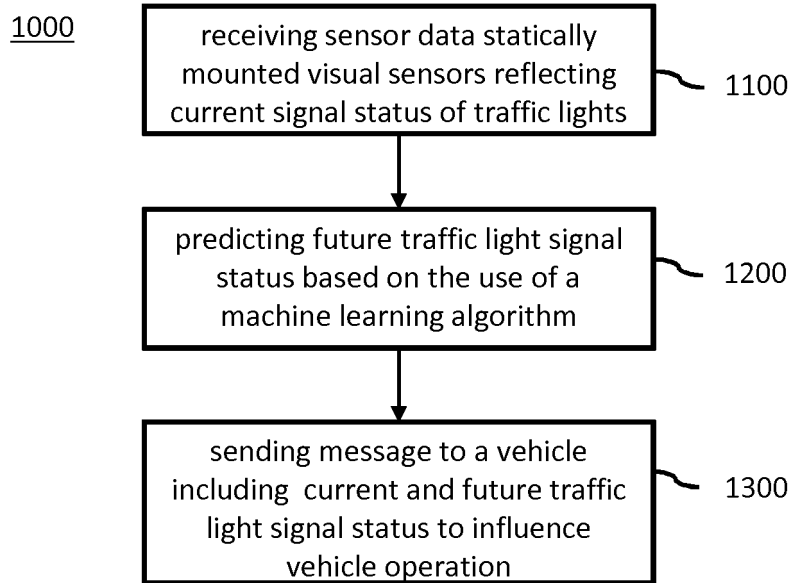 1000
receiving sensor data statically
mounted visual sensors reflecting
current signal status of traffic lights
1100
predicting future traffic light signal
status based on the use of a
machine learning algorithm
1200
sending message to a vehicle
including current and future traffic
light signal status to influence
vehicle operation
1300